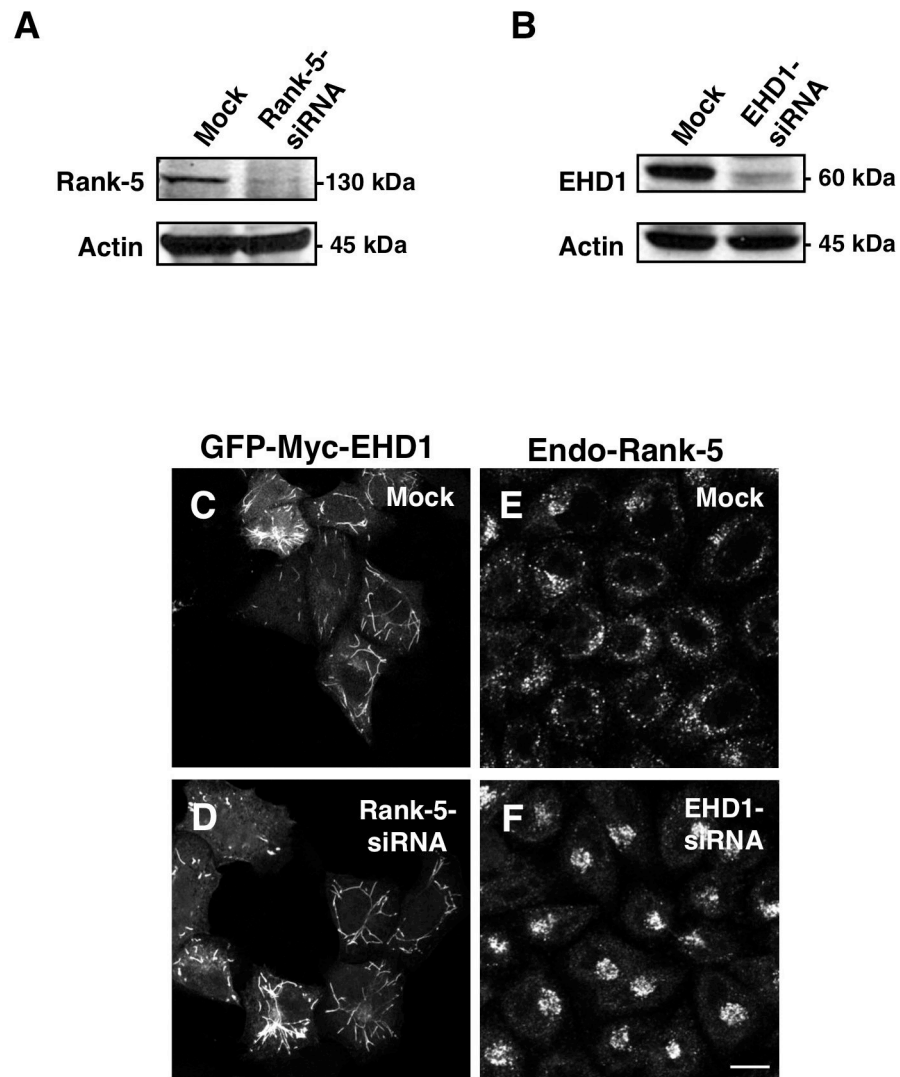 A
B
Mock
Rank-5-
siRNA
Mock
EHD1-
siRNA
Rank-5
-130 kDa
EHD1
- 60 kDa
Actin
- 45 kDa
Actin
- 45 kDa
GFP-Myc-EHD1
Endo-Rank-5
C
Mock
E
Mock
D
Rank-5-
siRNA
F
EHD1-
siRNA